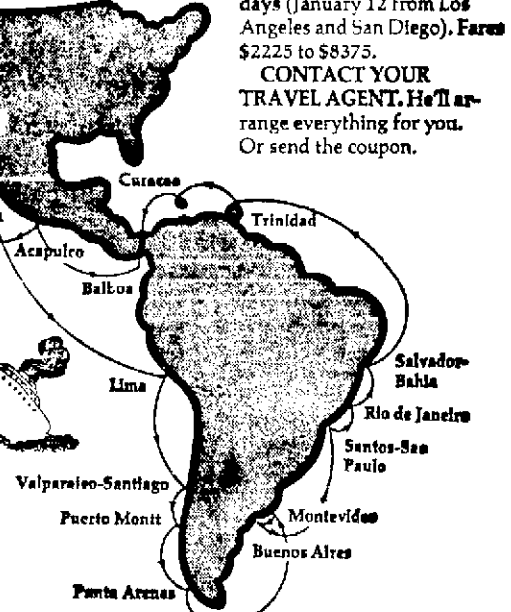 days (January 12 from Los
Angeles and San Diego). Fares
$2225 to $8375.
CONTACT YOUR
TRAVEL AGENT. He'll ar-
range everything for you.
Or send the coupon.
Curacao
Trinidad
Acapulco
Balboa
Lima
Salvador-
Bahia
Rio de Janeiro
Santos-Sao
Paulo
Valparaiso-Santiago
Puerto Montt
Montevideo
Buenos Aires
Punta Arenas